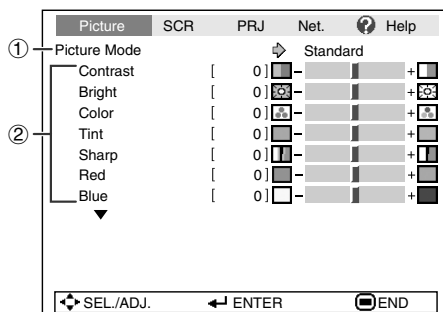 Picture SCR PRJ Net. ? Help
① Picture Mode Standard
② Contrast [ 0 ] − +
Bright [ 0 ] − +
Color [ 0 ] − +
Tint [ 0 ] − +
Sharp [ 0 ] − +
Red [ 0 ] − +
Blue [ 0 ] − +
SEL./ADJ. ENTER END